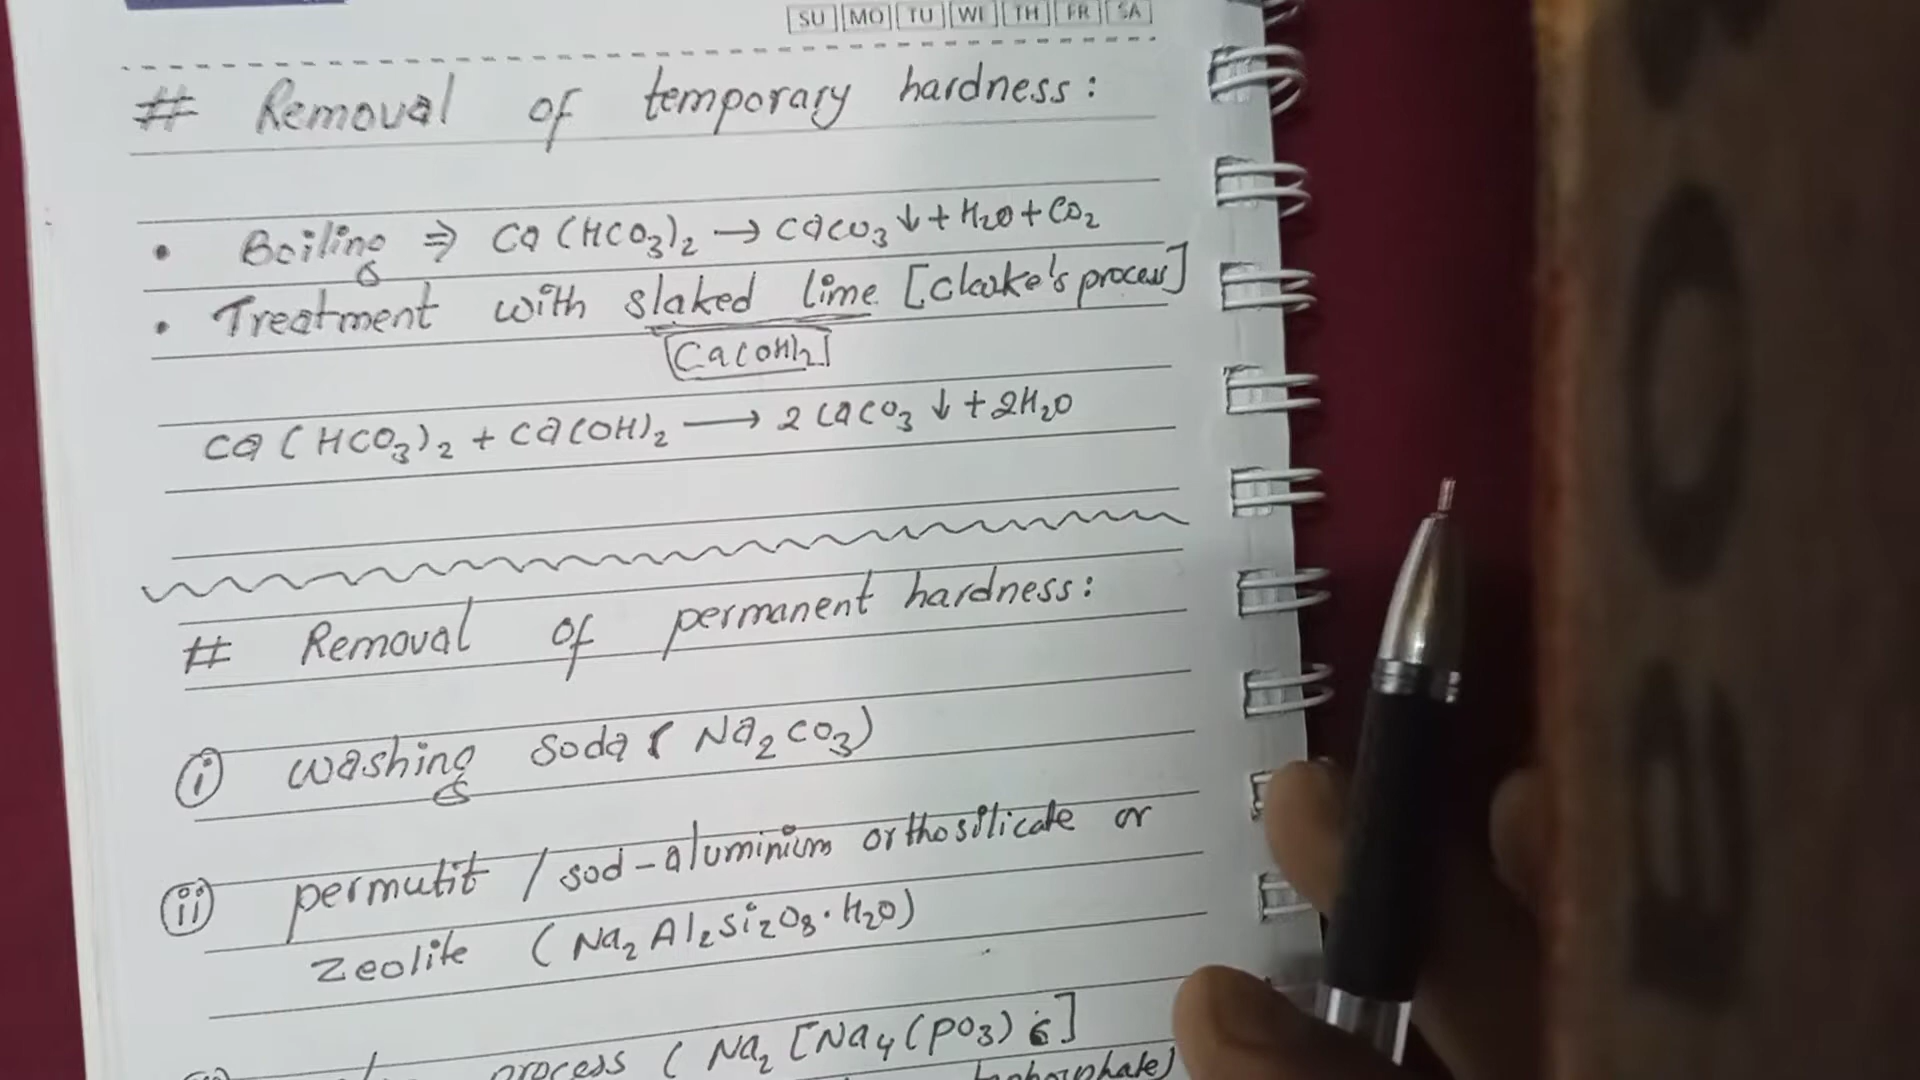 SU MO TU WE TH FR SA
# Removal of temporary hardness:
• Boiling ⇒ Ca(HCO3)2 → CaCO3↓ + H2O + CO2
• Treatment with slaked lime [Clarke's process]
[Ca(OH)2]
Ca(HCO3)2 + Ca(OH)2 → 2CaCO3↓ + 2H2O
# Removal of permanent hardness:
(i) washing soda (Na2CO3)
(ii) permutit / sod-aluminium orthosilicate or
zeolite (Na2Al2Si2O8·H2O)
process (Na2[Na4(PO3)6]